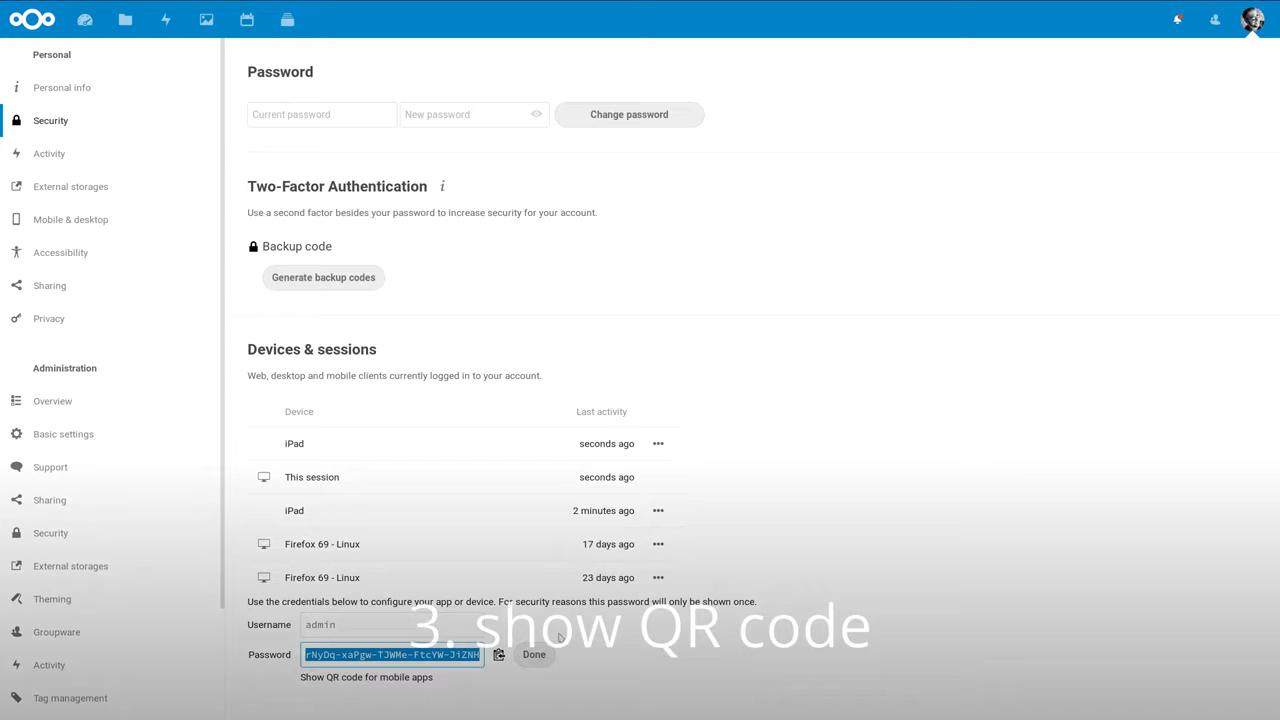 Personal
Personal info
Security
Activity
External storages
Mobile & desktop
Accessibility
Sharing
Privacy
Administration
Overview
Basic settings
Support
Sharing
Security
External storages
Theming
Groupware
Activity
Tag management
Password
Current password
New password
Change password
Two-Factor Authentication i
Use a second factor besides your password to increase security for your account.
Backup code
Generate backup codes
Devices & sessions
Web, desktop and mobile clients currently logged in to your account.
Device Last activity
iPad seconds ago
This session seconds ago
iPad 2 minutes ago
Firefox 69 - Linux 17 days ago
Firefox 69 - Linux 23 days ago
Use the credentials below to configure your app or device. For security reasons this password will only be shown once.
Username admin
Password rNyDq-xaPgw-TJWMe-FtcYW-JiZNH Done
Show QR code for mobile apps
3. show QR code